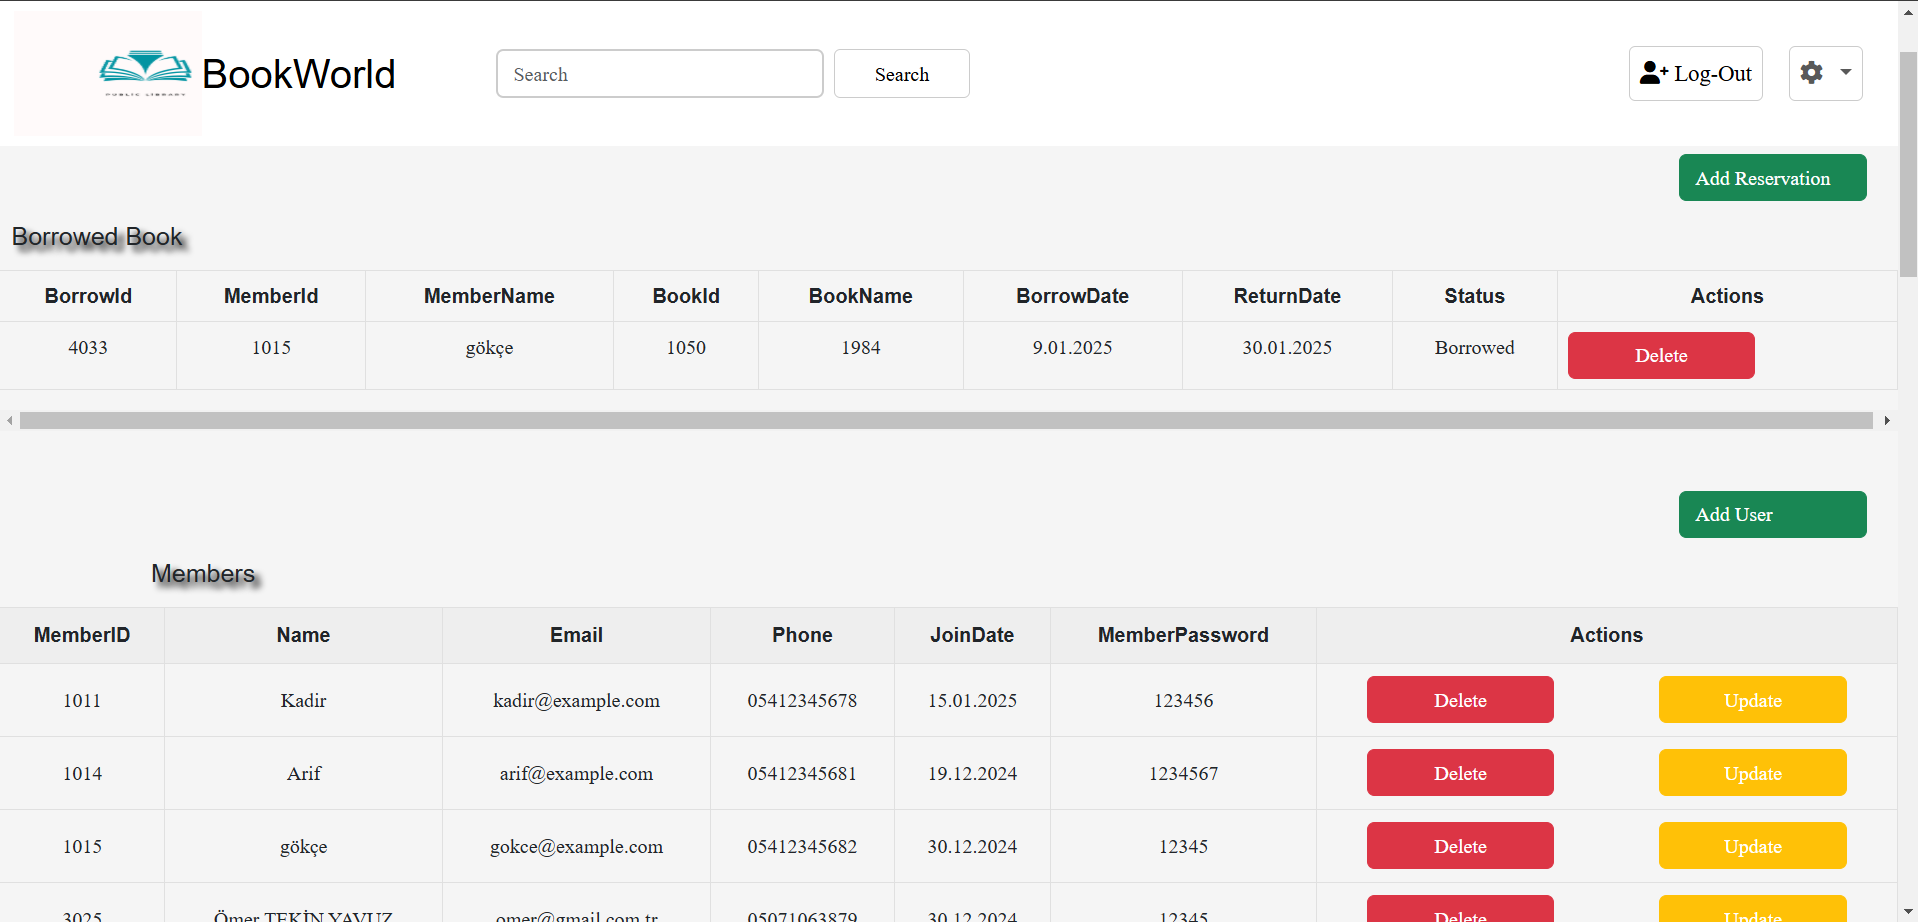 PUBLIC LIBRARY
BookWorld
Search
Search
Log-Out
Add Reservation
Borrowed Book
BorrowId MemberId MemberName BookId BookName BorrowDate ReturnDate Status Actions
4033 1015 gökçe 1050 1984 9.01.2025 30.01.2025 Borrowed Delete
Add User
Members
MemberID Name Email Phone JoinDate MemberPassword Actions
1011 Kadir kadir@example.com 05412345678 15.01.2025 123456 Delete Update
1014 Arif arif@example.com 05412345681 19.12.2024 1234567 Delete Update
1015 gökçe gokce@example.com 05412345682 30.12.2024 12345 Delete Update
3025 Ömer TEKİN YAVUZ omer@gmail.com.tr 05071063879 30.12.2024 12345 Delete Update